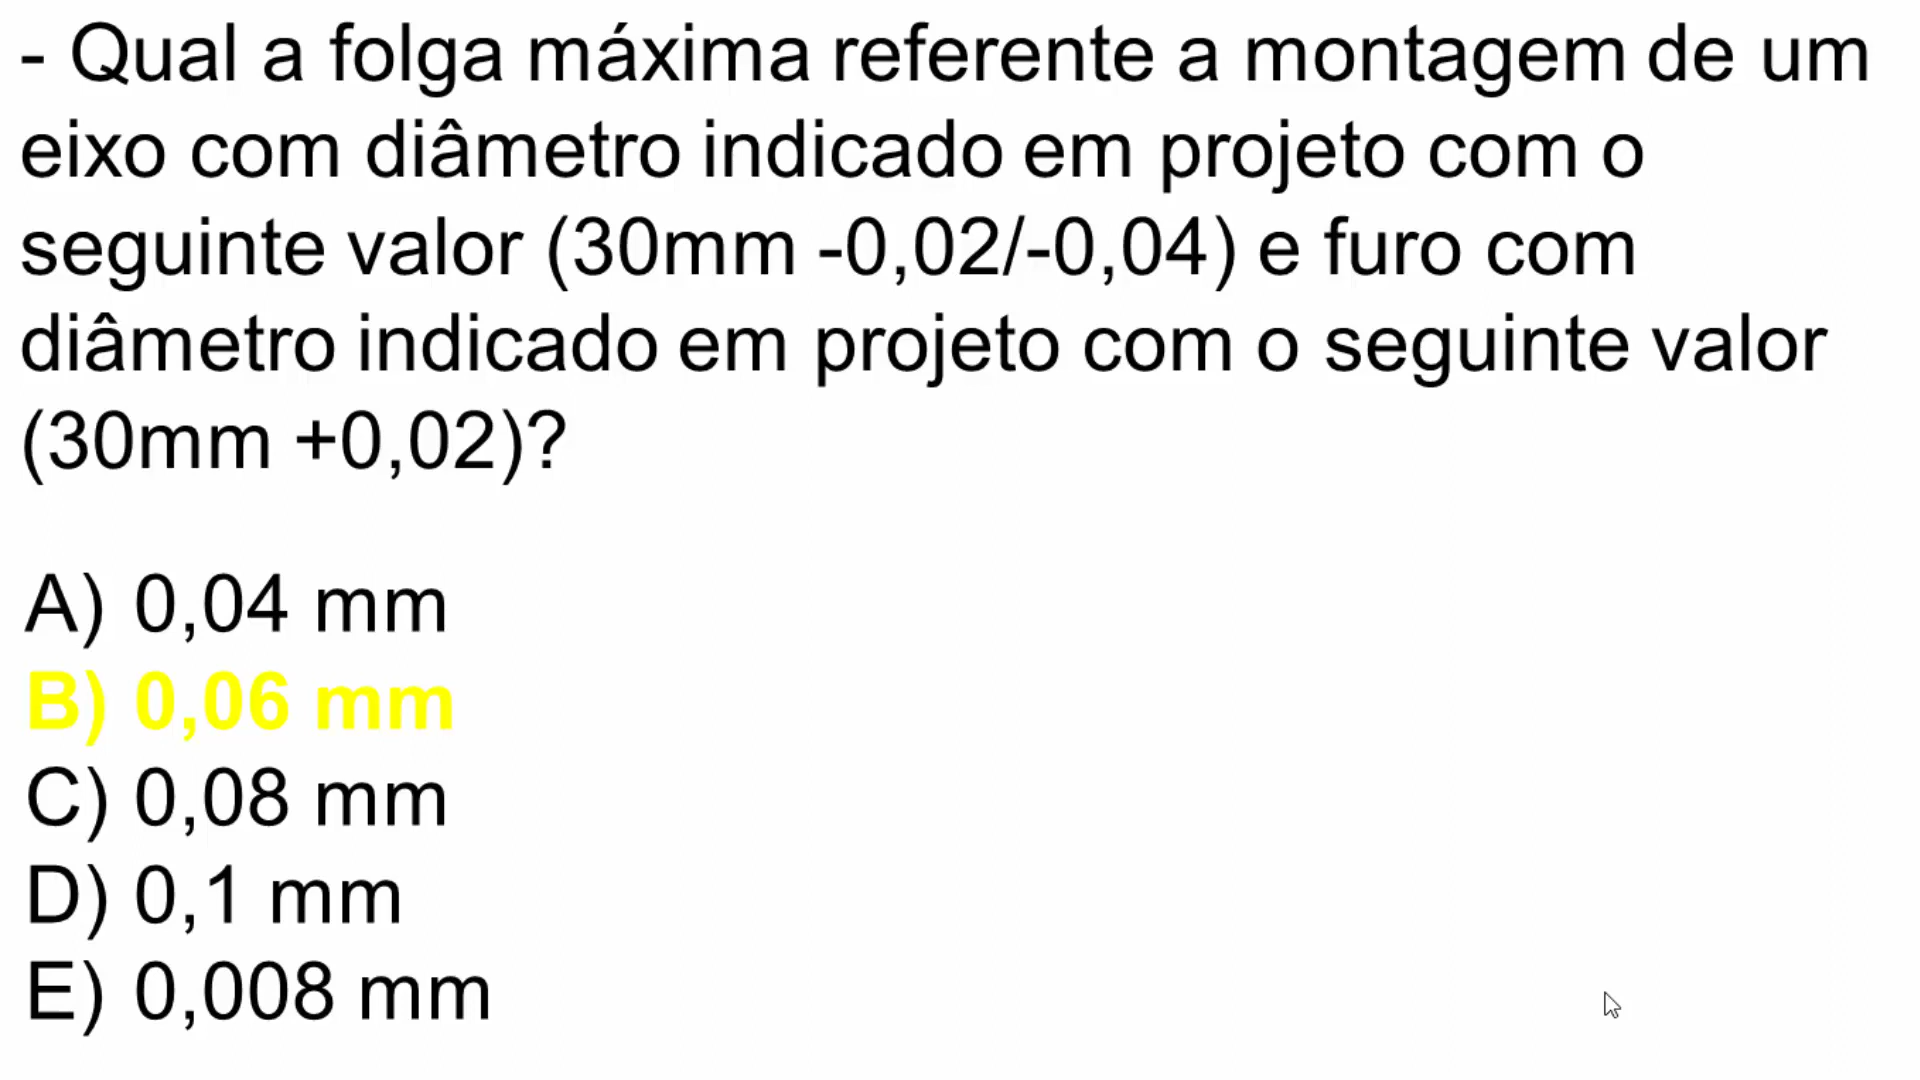 - Qual a folga máxima referente a montagem de um
eixo com diâmetro indicado em projeto com o
seguinte valor (30mm -0,02/-0,04) e furo com
diâmetro indicado em projeto com o seguinte valor
(30mm +0,02)?
A) 0,04 mm
B) 0,06 mm
C) 0,08 mm
D) 0,1 mm
E) 0,008 mm